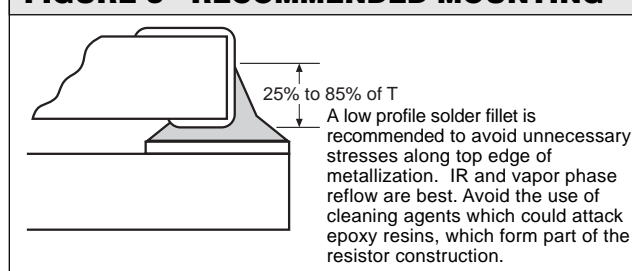 RECOMMENDED MOUNTING
25% to 85% of T
A low profile solder fillet is
recommended to avoid unnecessary
stresses along top edge of
metallization. IR and vapor phase
reflow are best. Avoid the use of
cleaning agents which could attack
epoxy resins, which form part of the
resistor construction.